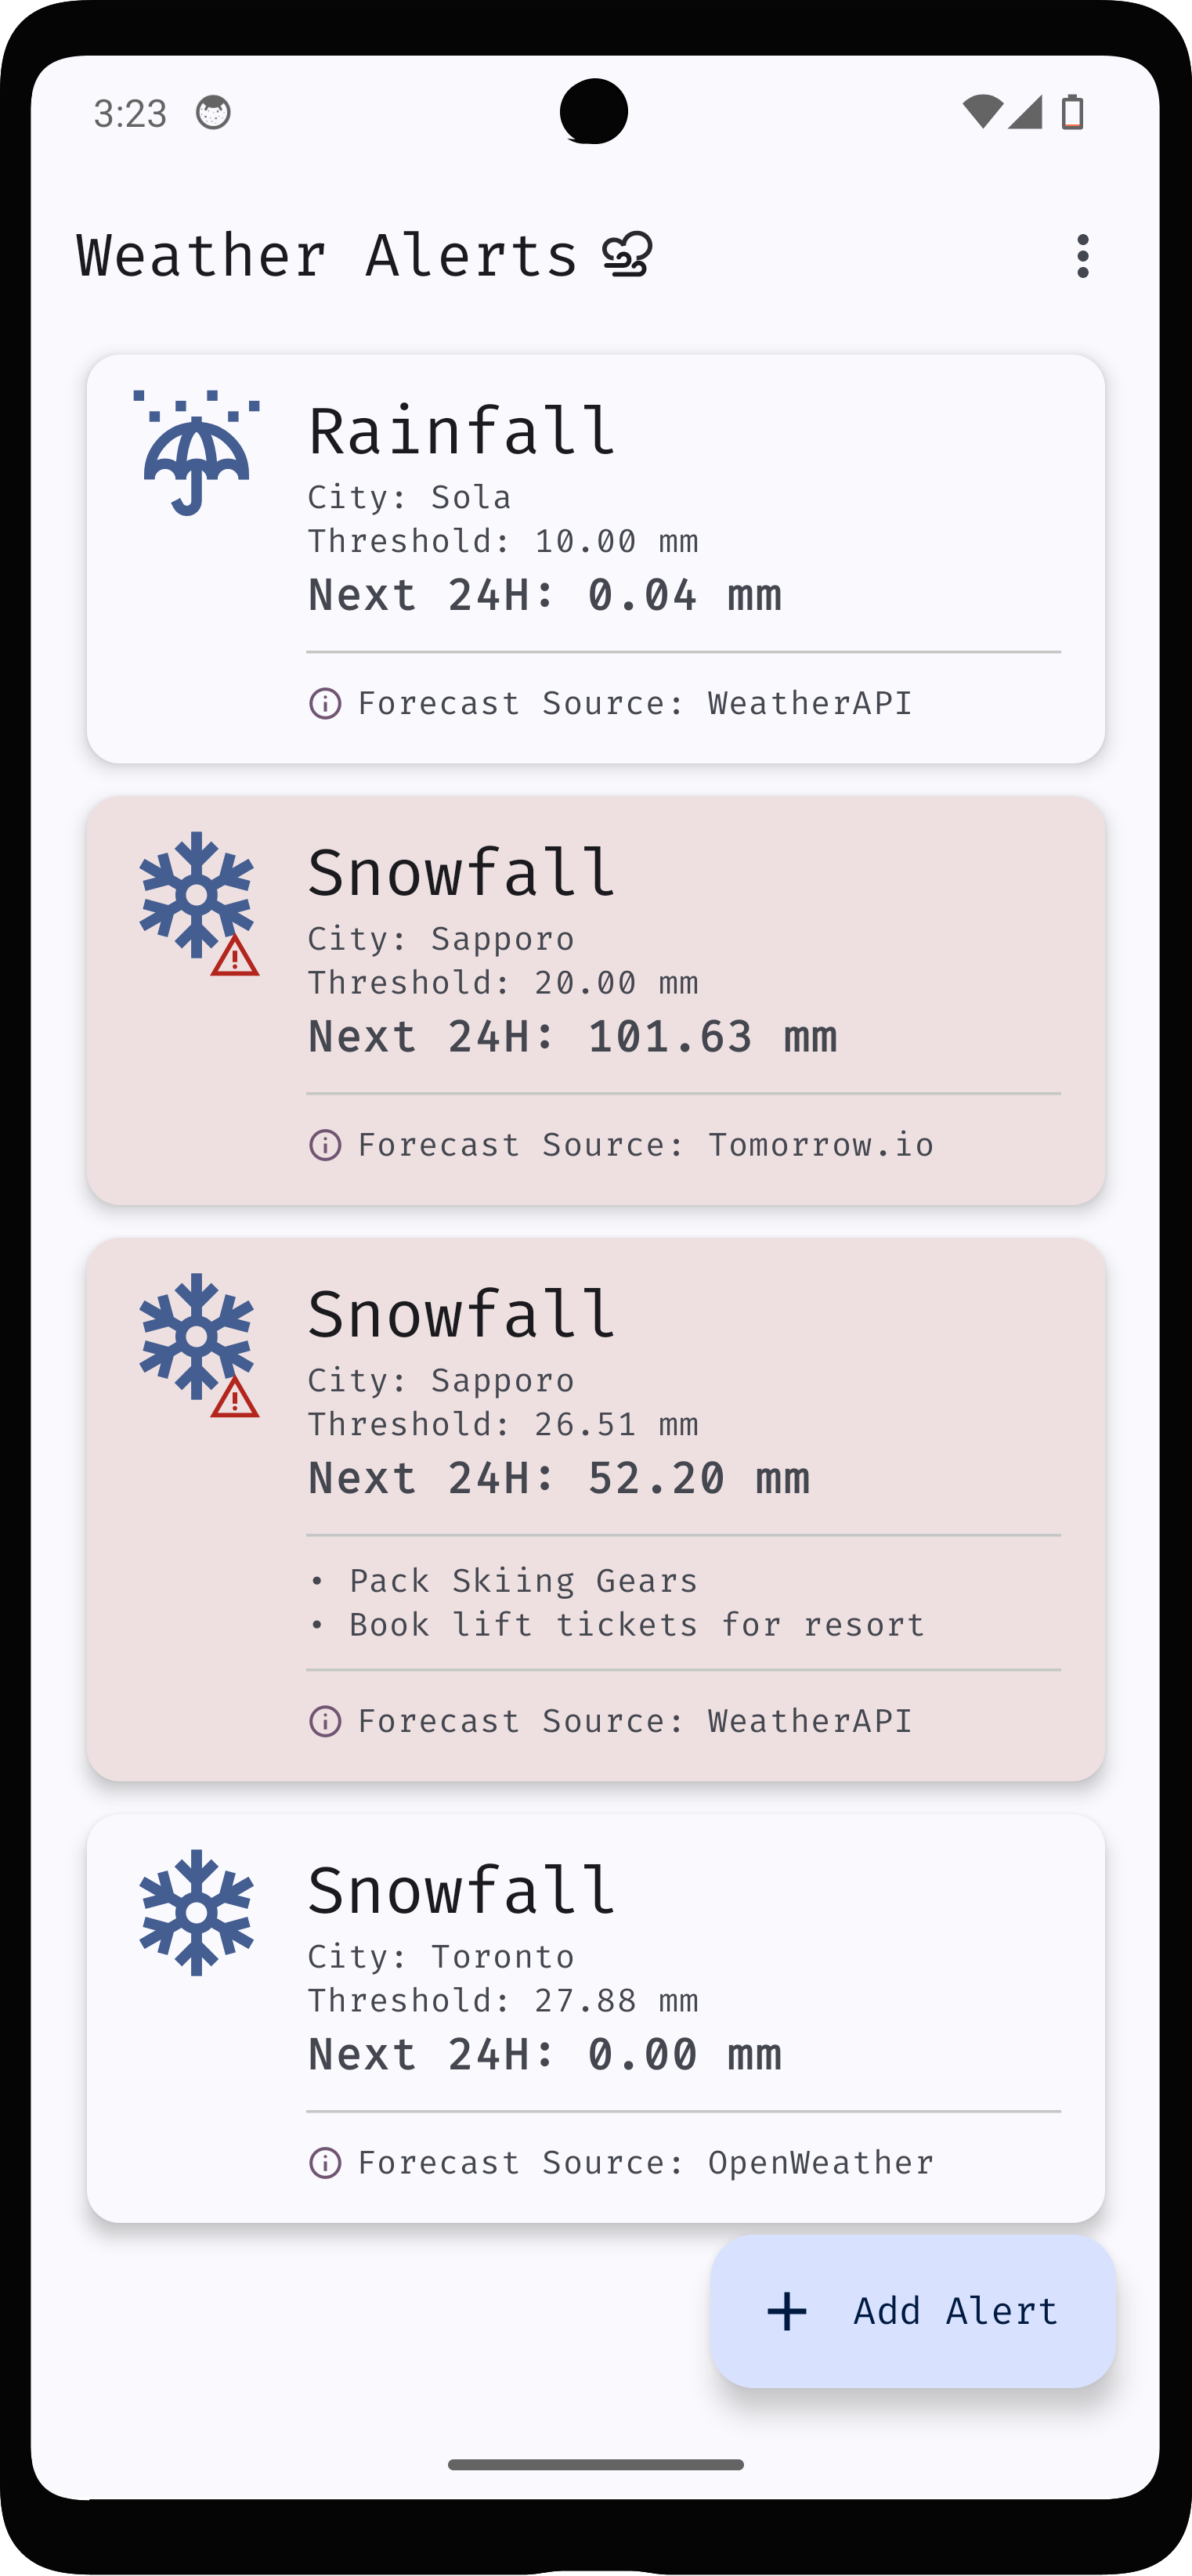 3:23
Weather Alerts
Rainfall
City: Sola
Threshold: 10.00 mm
Next 24H: 0.04 mm
Forecast Source: WeatherAPI
Snowfall
City: Sapporo
Threshold: 20.00 mm
Next 24H: 101.63 mm
Forecast Source: Tomorrow.io
Snowfall
City: Sapporo
Threshold: 26.51 mm
Next 24H: 52.20 mm
• Pack Skiing Gears
• Book lift tickets for resort
Forecast Source: WeatherAPI
Snowfall
City: Toronto
Threshold: 27.88 mm
Next 24H: 0.00 mm
Forecast Source: OpenWeather
+ Add Alert